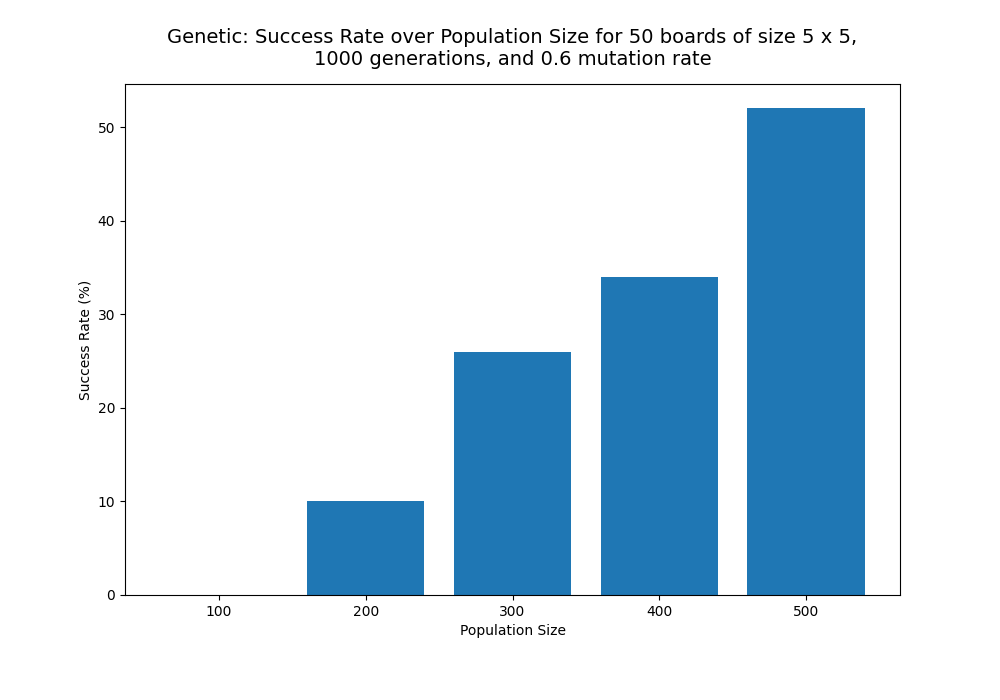 Genetic: Success Rate over Population Size for 50 boards of size 5 x 5,
1000 generations, and 0.6 mutation rate
50
40
30
20
10
0
Success Rate (%)
100 200 300 400 500
Population Size